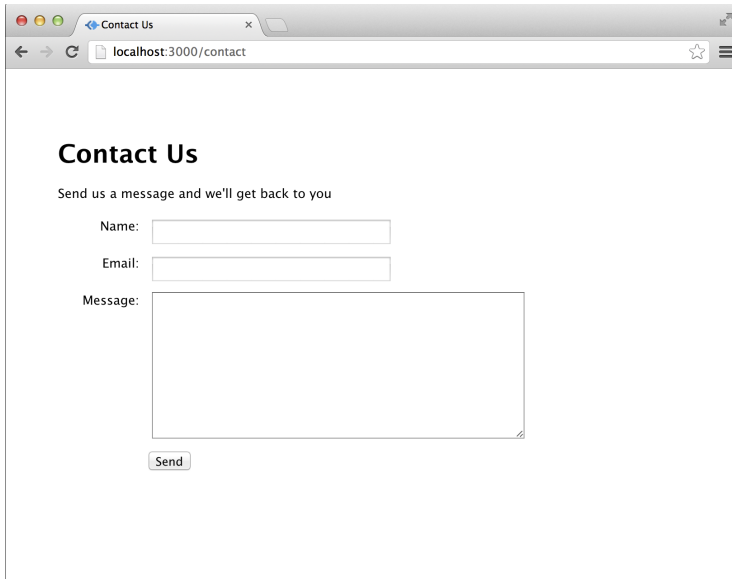 Contact Us
localhost:3000/contact
Contact Us
Send us a message and we'll get back to you
Name:
Email:
Message:
Send